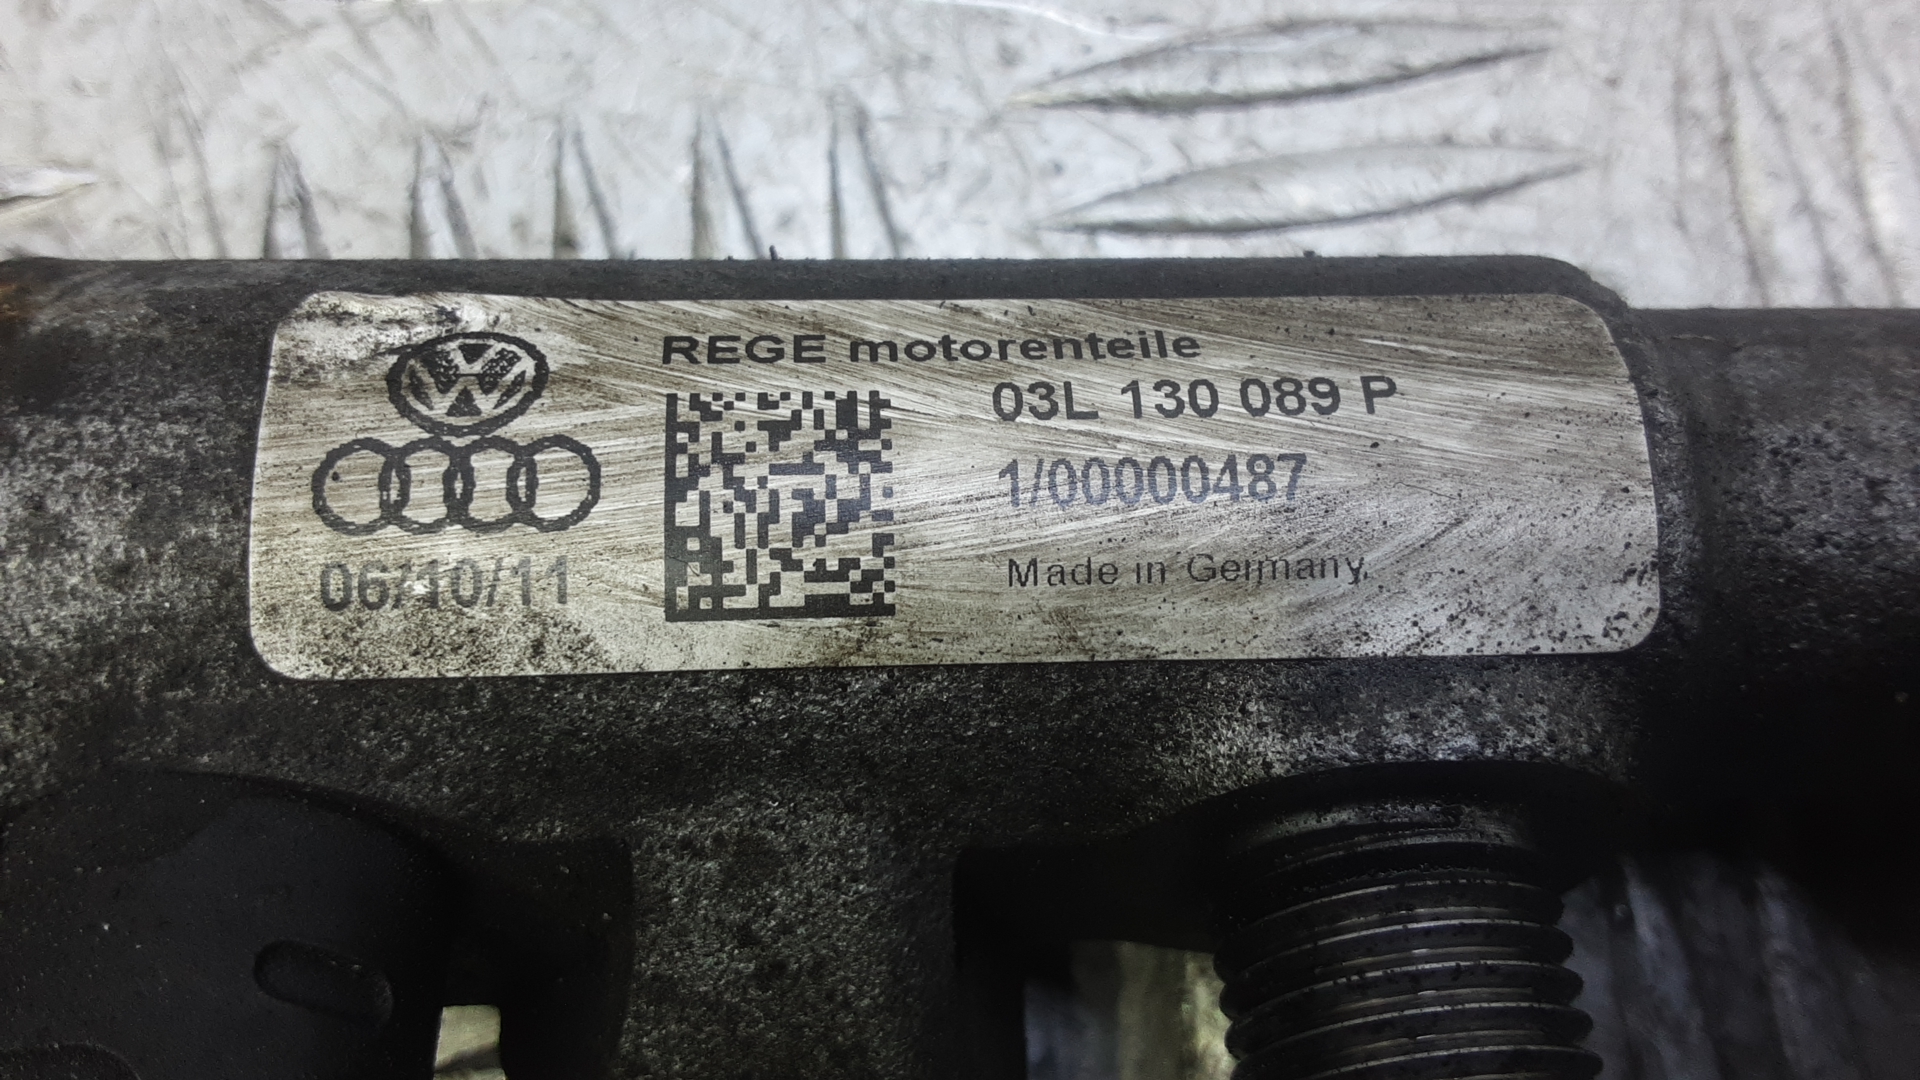 REGE motorenteile
03L 130 089 P
1/00000487
Made in Germany
06/10/11